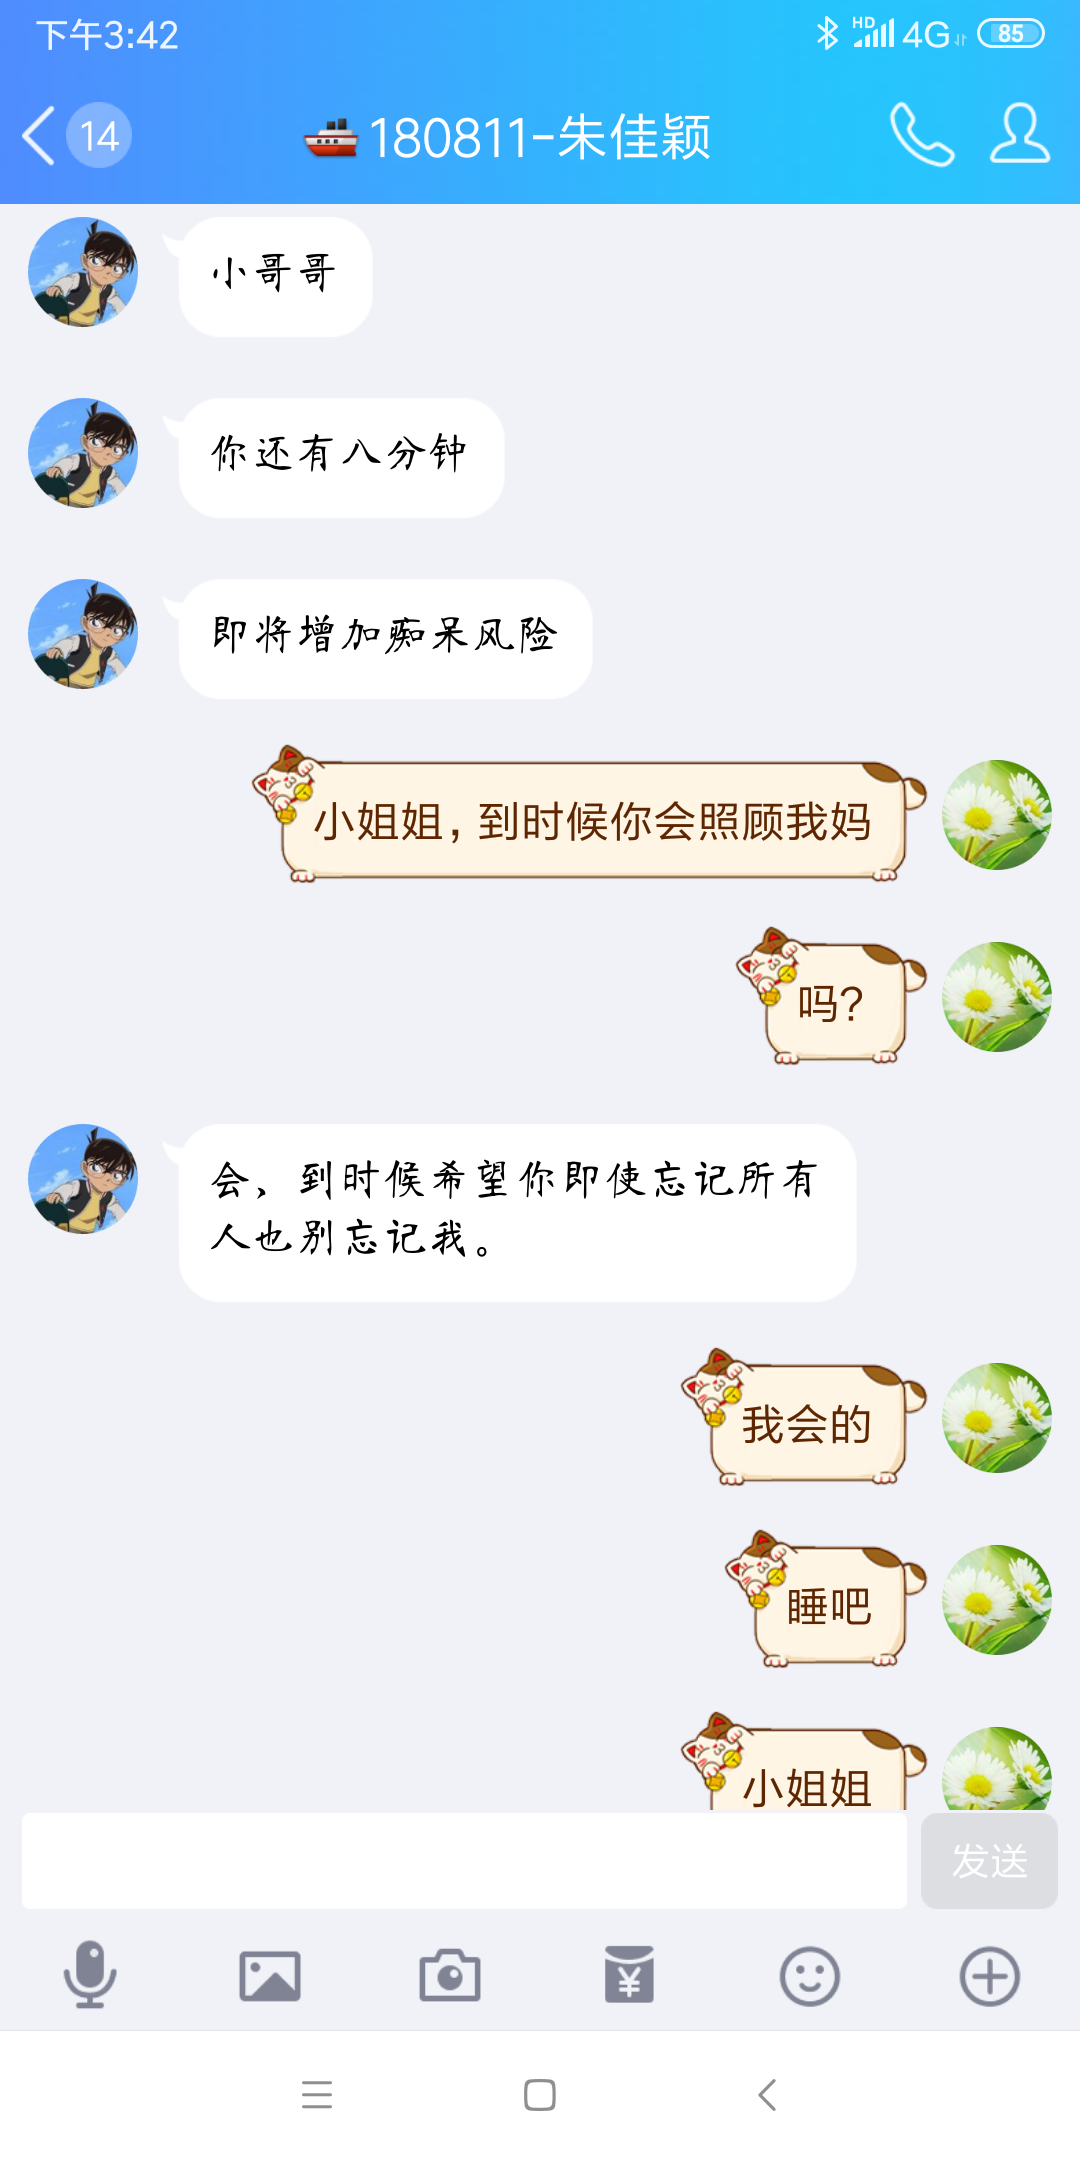 下午3:42
HD 4G 85
14
180811-朱佳颖
小哥哥
你还有八分钟
即将增加痴呆风险
小姐姐，到时候你会照顾我妈
吗?
会，到时候希望你即使忘记所有
人也别忘记我。
我会的
睡吧
小姐姐
发送
¥